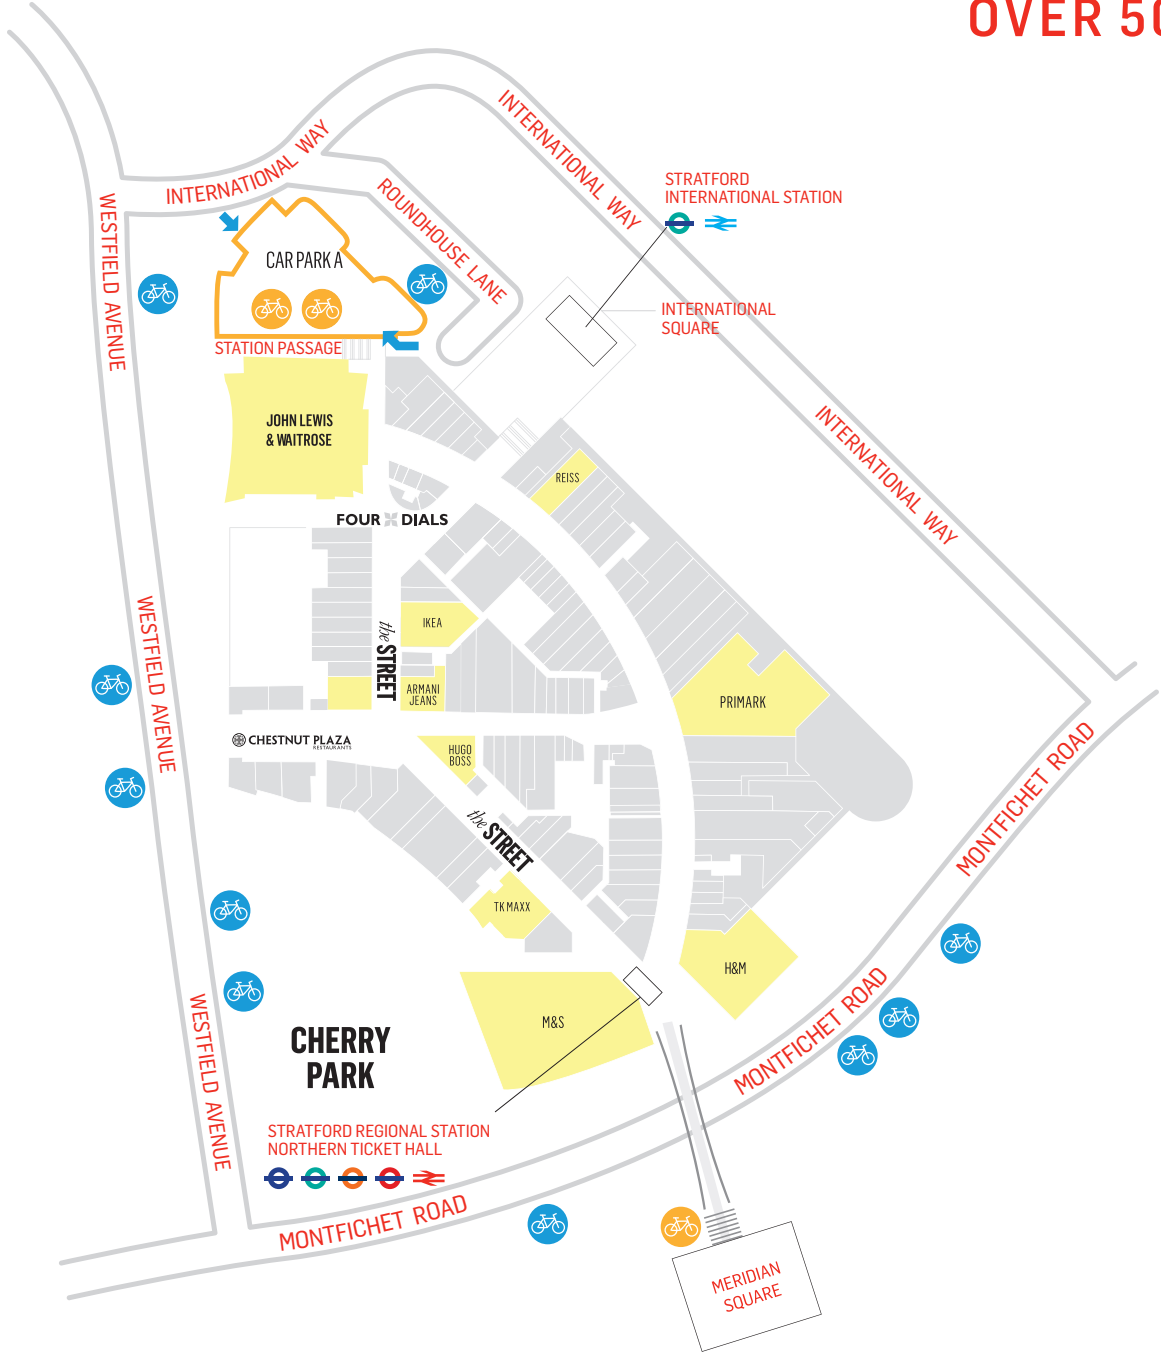 OVER 50
INTERNATIONAL WAY
INTERNATIONAL WAY
STRATFORD
INTERNATIONAL STATION
ROUNDHOUSE LANE
WESTFIELD AVENUE
CAR PARK A
INTERNATIONAL
SQUARE
STATION PASSAGE
JOHN LEWIS
& WAITROSE
INTERNATIONAL WAY
REISS
FOUR DIALS
IKEA
the STREET
WESTFIELD AVENUE
ARMANI
JEANS
PRIMARK
CHESTNUT PLAZA
RESTAURANTS
HUGO
BOSS
MONTFICHET ROAD
the STREET
TK MAXX
H&M
M&S
WESTFIELD AVENUE
CHERRY
PARK
MONTFICHET ROAD
STRATFORD REGIONAL STATION
NORTHERN TICKET HALL
MONTFICHET ROAD
MERIDIAN
SQUARE